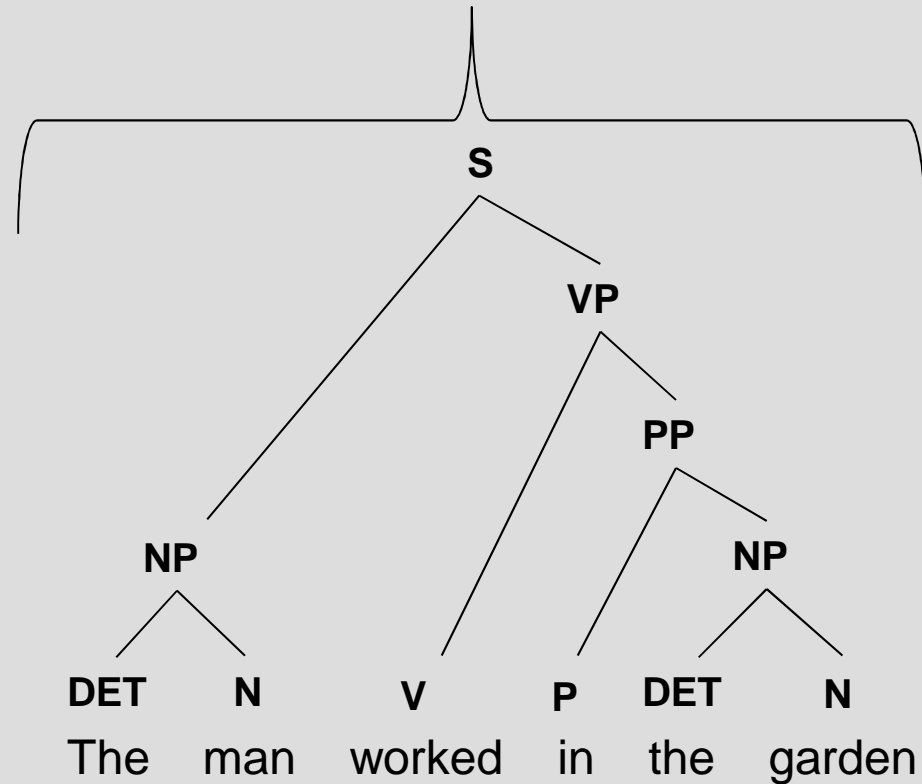 S
VP
PP
NP NP
DET N V P DET N
The man worked in the garden